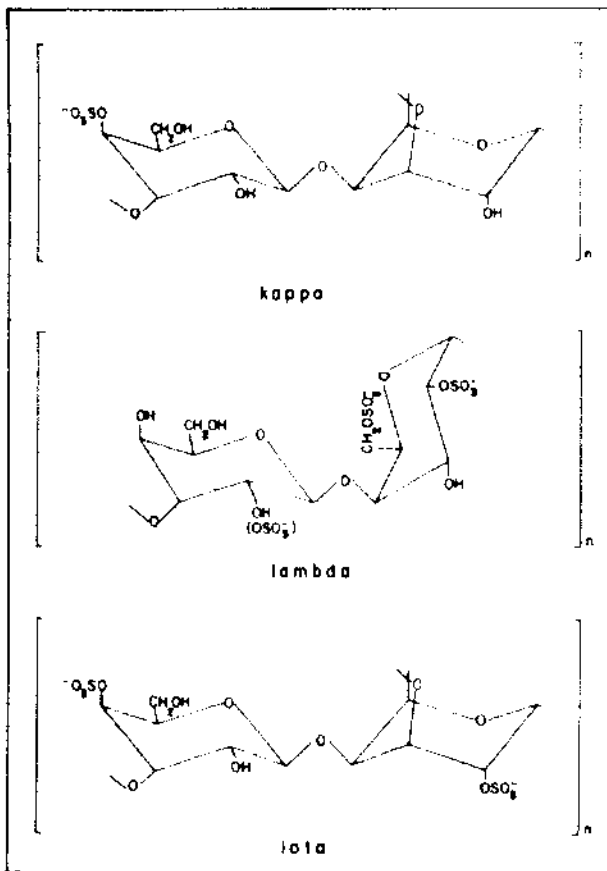 ⁻O₃SO CH₂OH O O O O
OH OH
O n
kappa
OH CH₂OH O O CH₂OSO₃⁻ OSO₃⁻
O
O OH (OSO₃⁻) OH
n
lambda
⁻O₃SO CH₂OH O O O O
OH
O OSO₃⁻
n
Iota